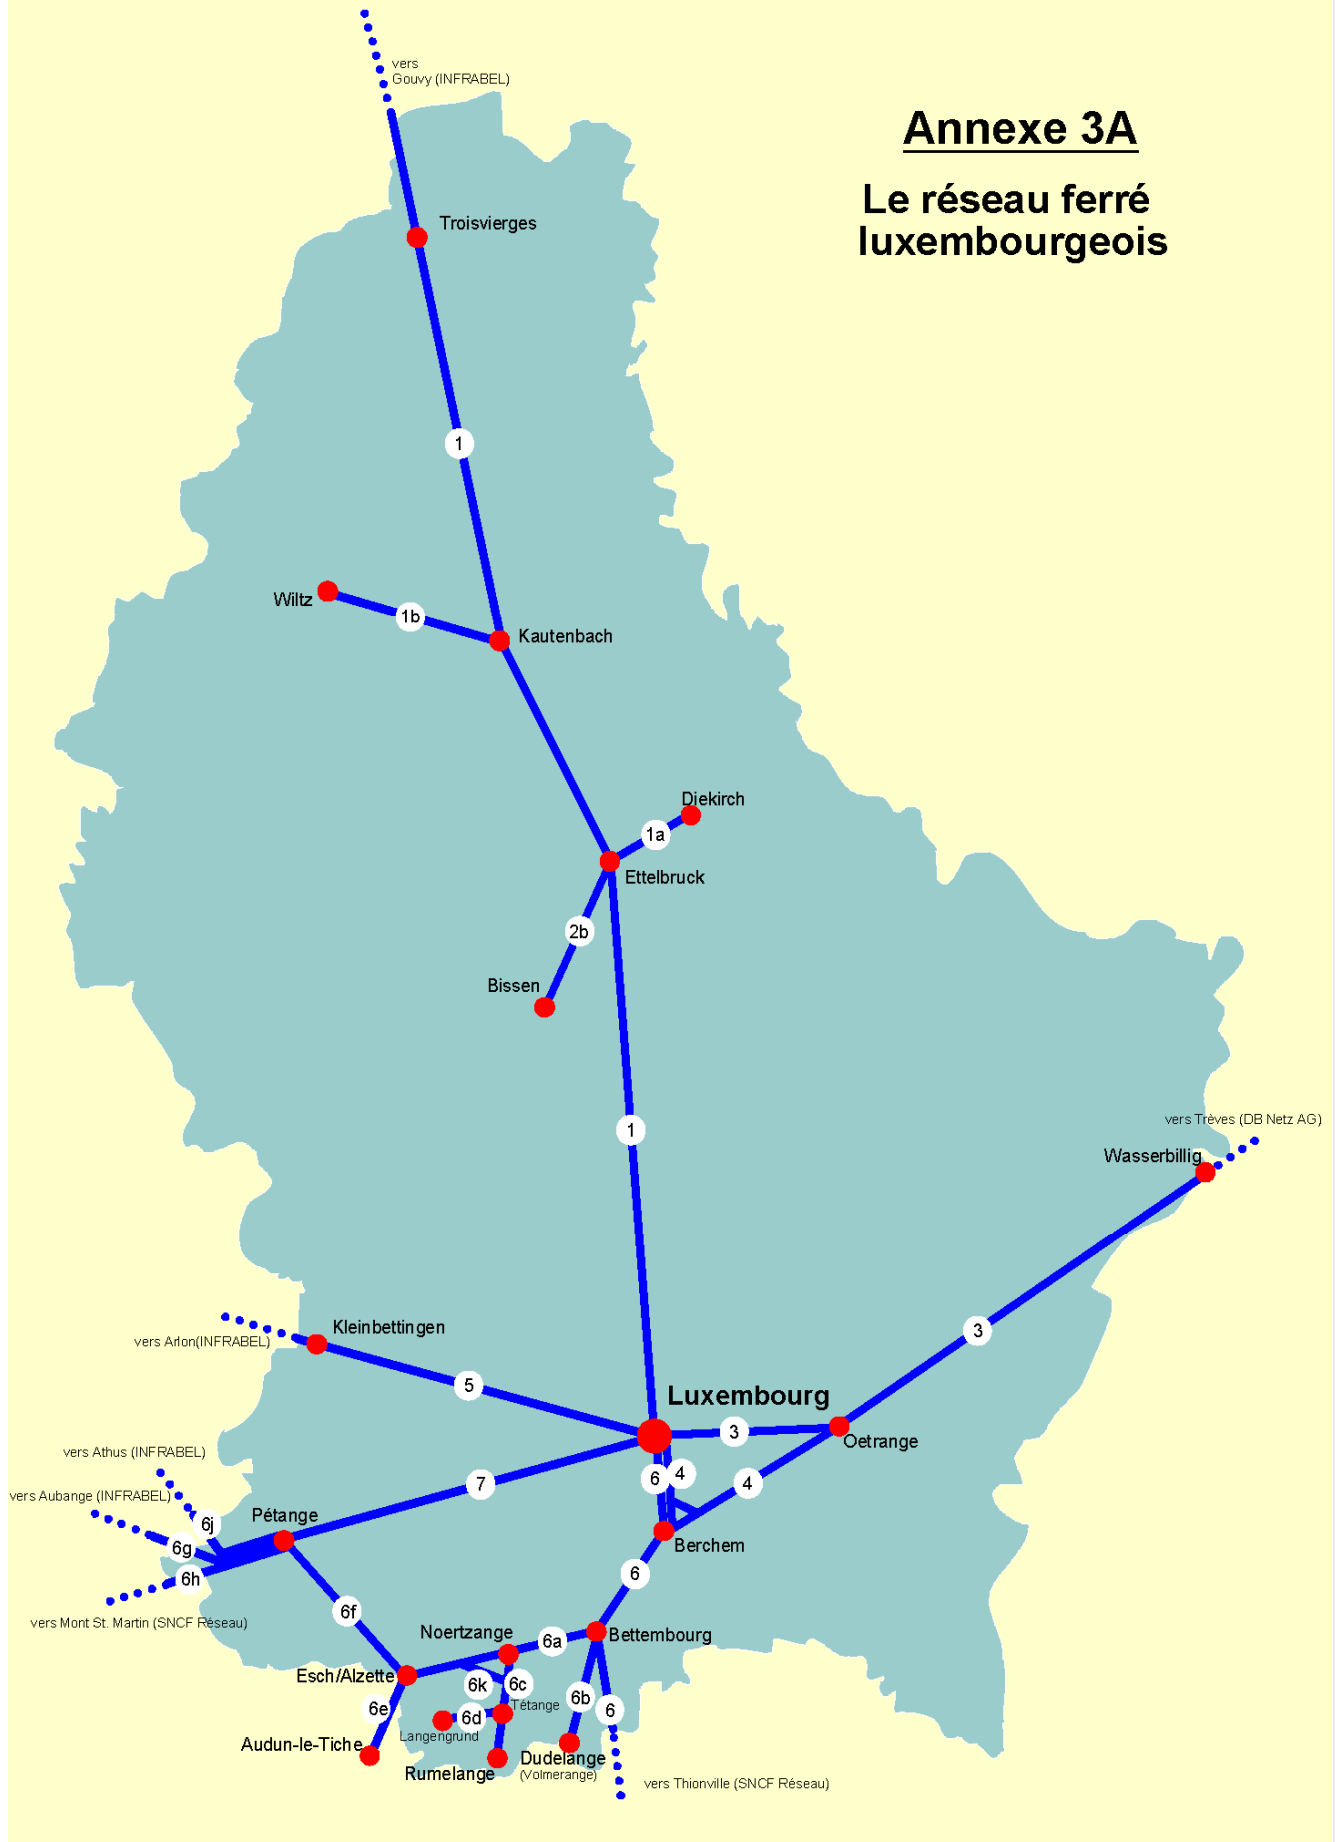 vers
Gouvy (INFRABEL)
Annexe 3A
Le réseau ferré
luxembourgeois
Troisvierges
1
Wiltz
1b
Kautenbach
Diekirch
1a
Ettelbruck
2b
Bissen
1
vers Trèves (DB Netz AG)
Wasserbillig
Kleinbettingen
vers Arlon(INFRABEL)
3
5
Luxembourg
3
Oetrange
vers Athus (INFRABEL)
7
6
4
4
vers Aubange (INFRABEL)
Pétange
6j
6g
Berchem
6h
6
vers Mont St. Martin (SNCF Réseau)
6f
Noertzange
6a
Bettembourg
Esch/Alzette
6k
6c
6b
6e
6d
Tétange
6
Langengrund
Audun-le-Tiche
Rumelange
Dudelange
(Volmerange)
vers Thionville (SNCF Réseau)